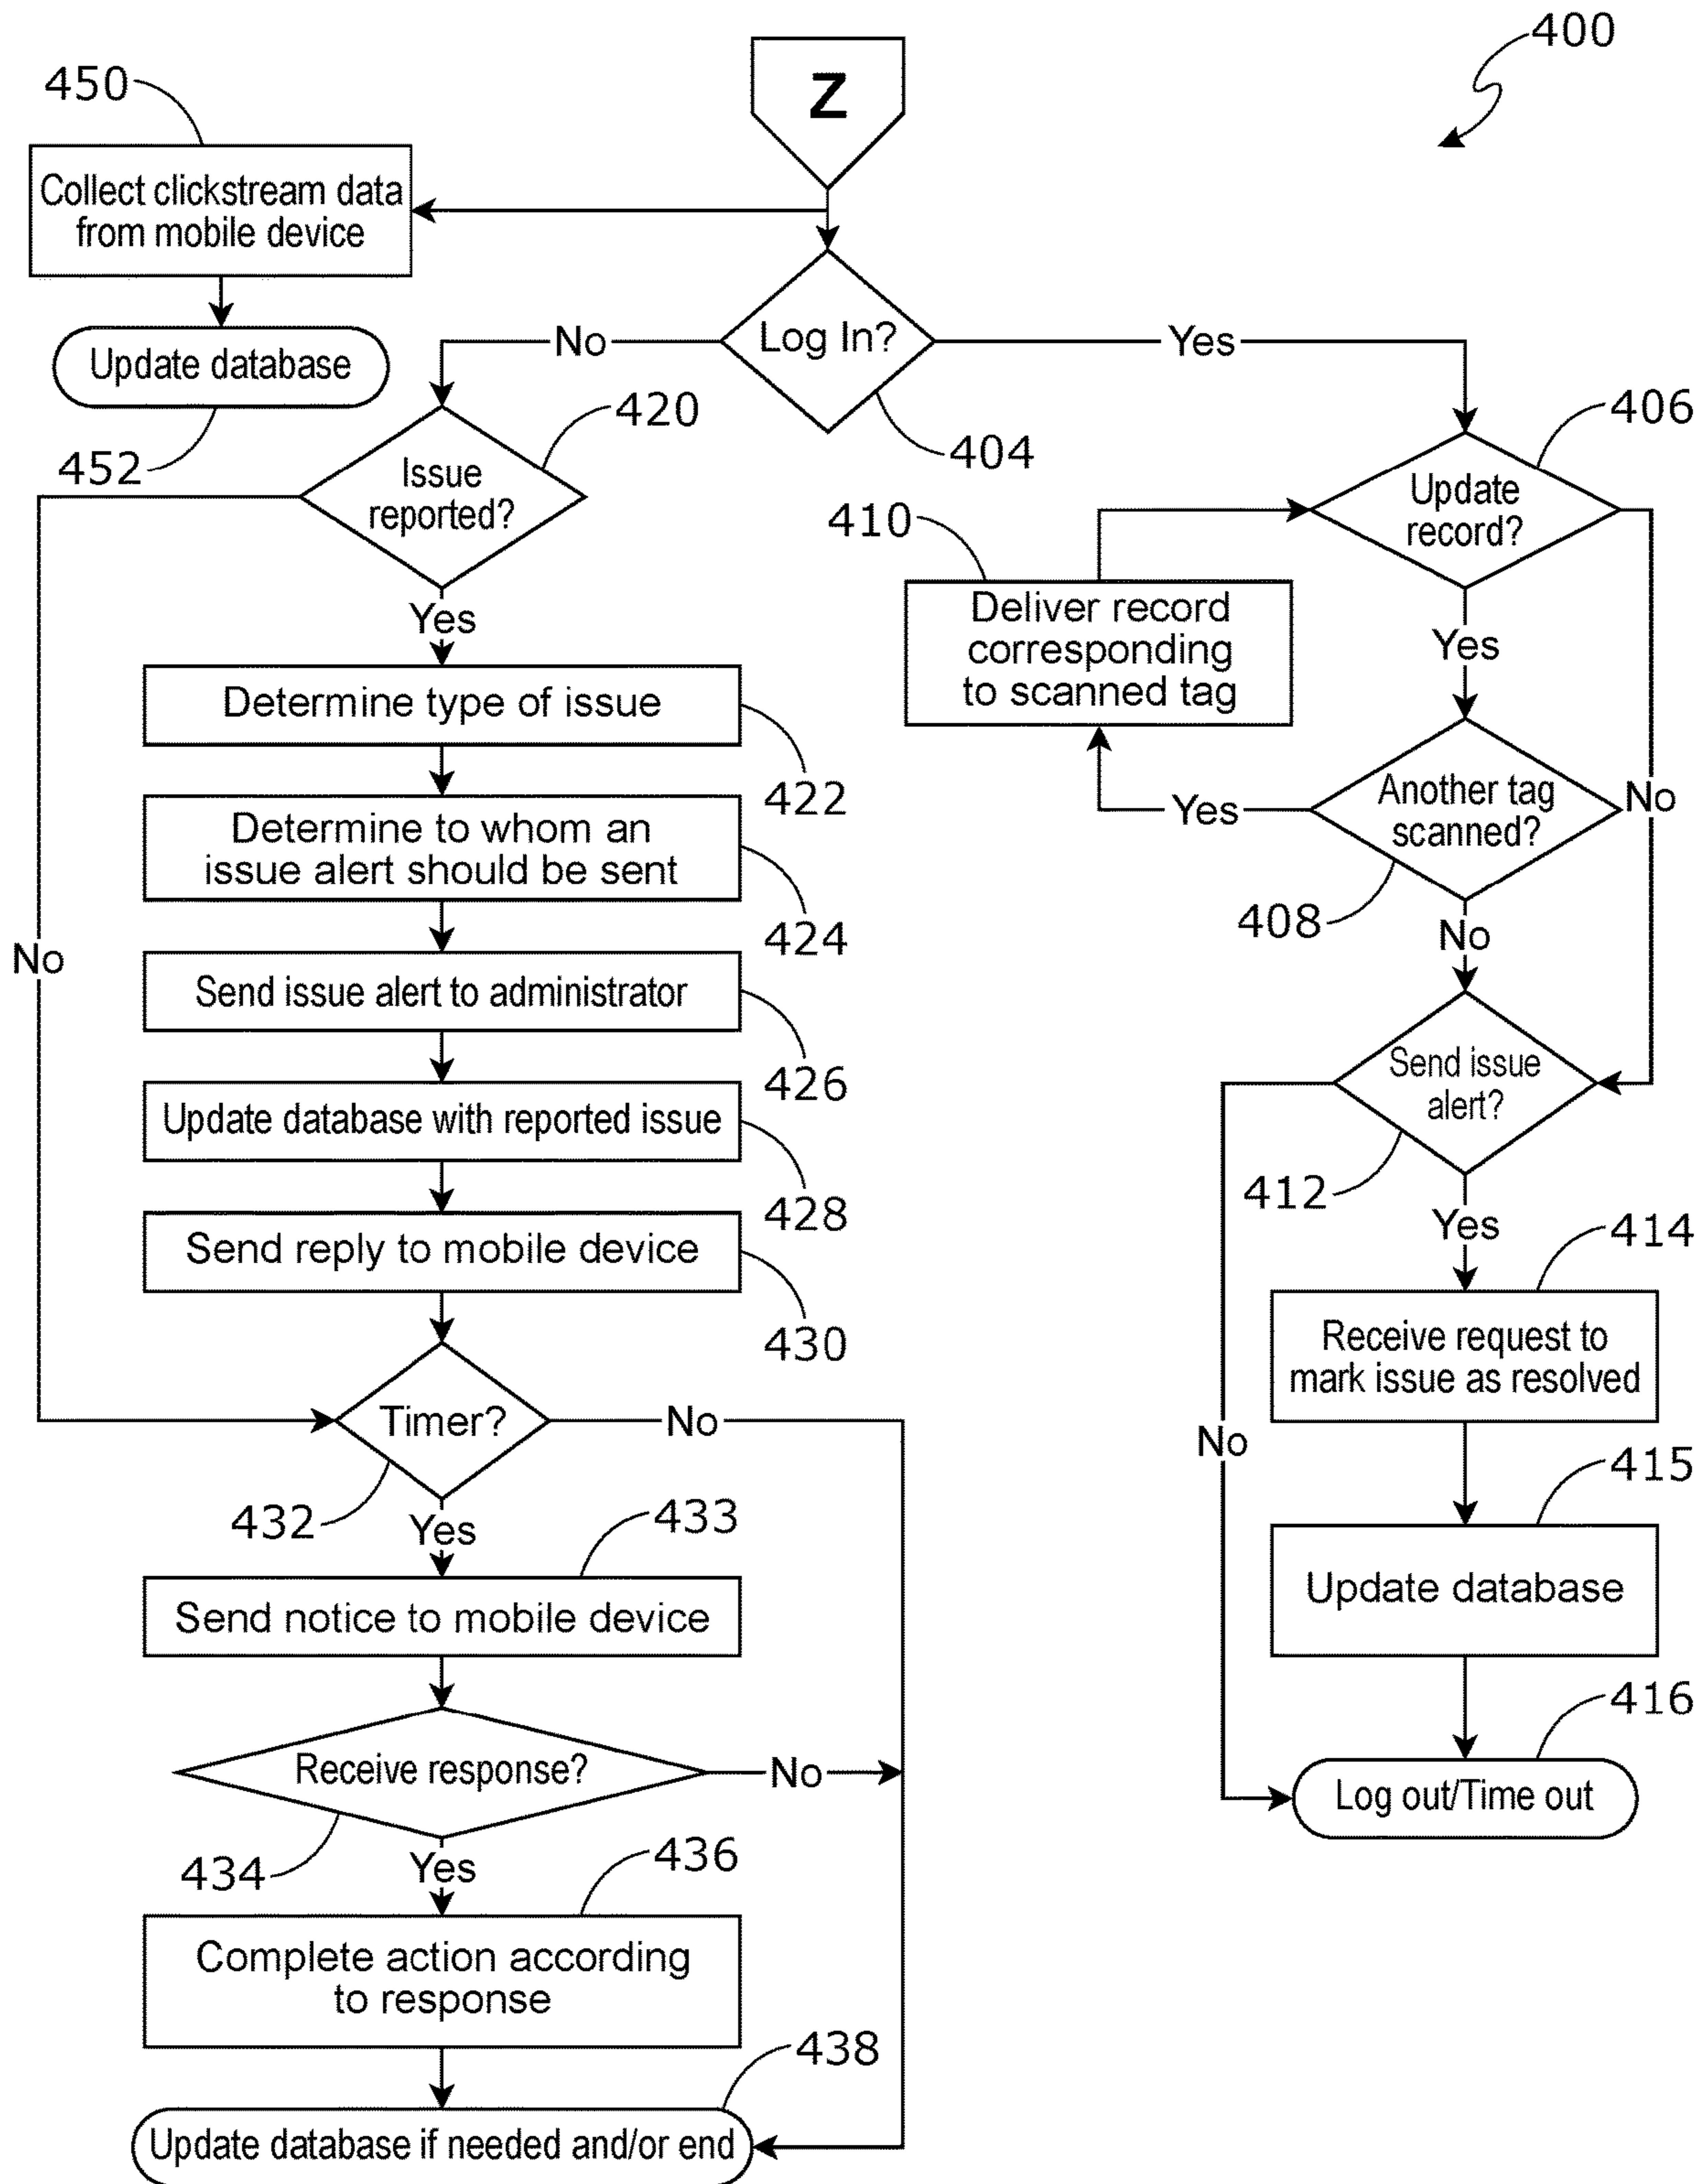 400
Z
450
Collect clickstream data
from mobile device
Log In?
No
Yes
404
Update database
452
420
Issue
reported?
406
Update
record?
410
Deliver record
corresponding
to scanned tag
Yes
Yes
Determine type of issue
422
Another tag
scanned?
Yes
No
408
Determine to whom an
issue alert should be sent
424
No
No
Send issue alert to administrator
426
Send issue
alert?
412
Update database with reported issue
428
Yes
414
Send reply to mobile device
430
Receive request to
mark issue as resolved
Timer?
No
No
432
Yes
433
415
Send notice to mobile device
Update database
416
Receive response?
No
Log out/Time out
434
Yes
436
Complete action according
to response
438
Update database if needed and/or end